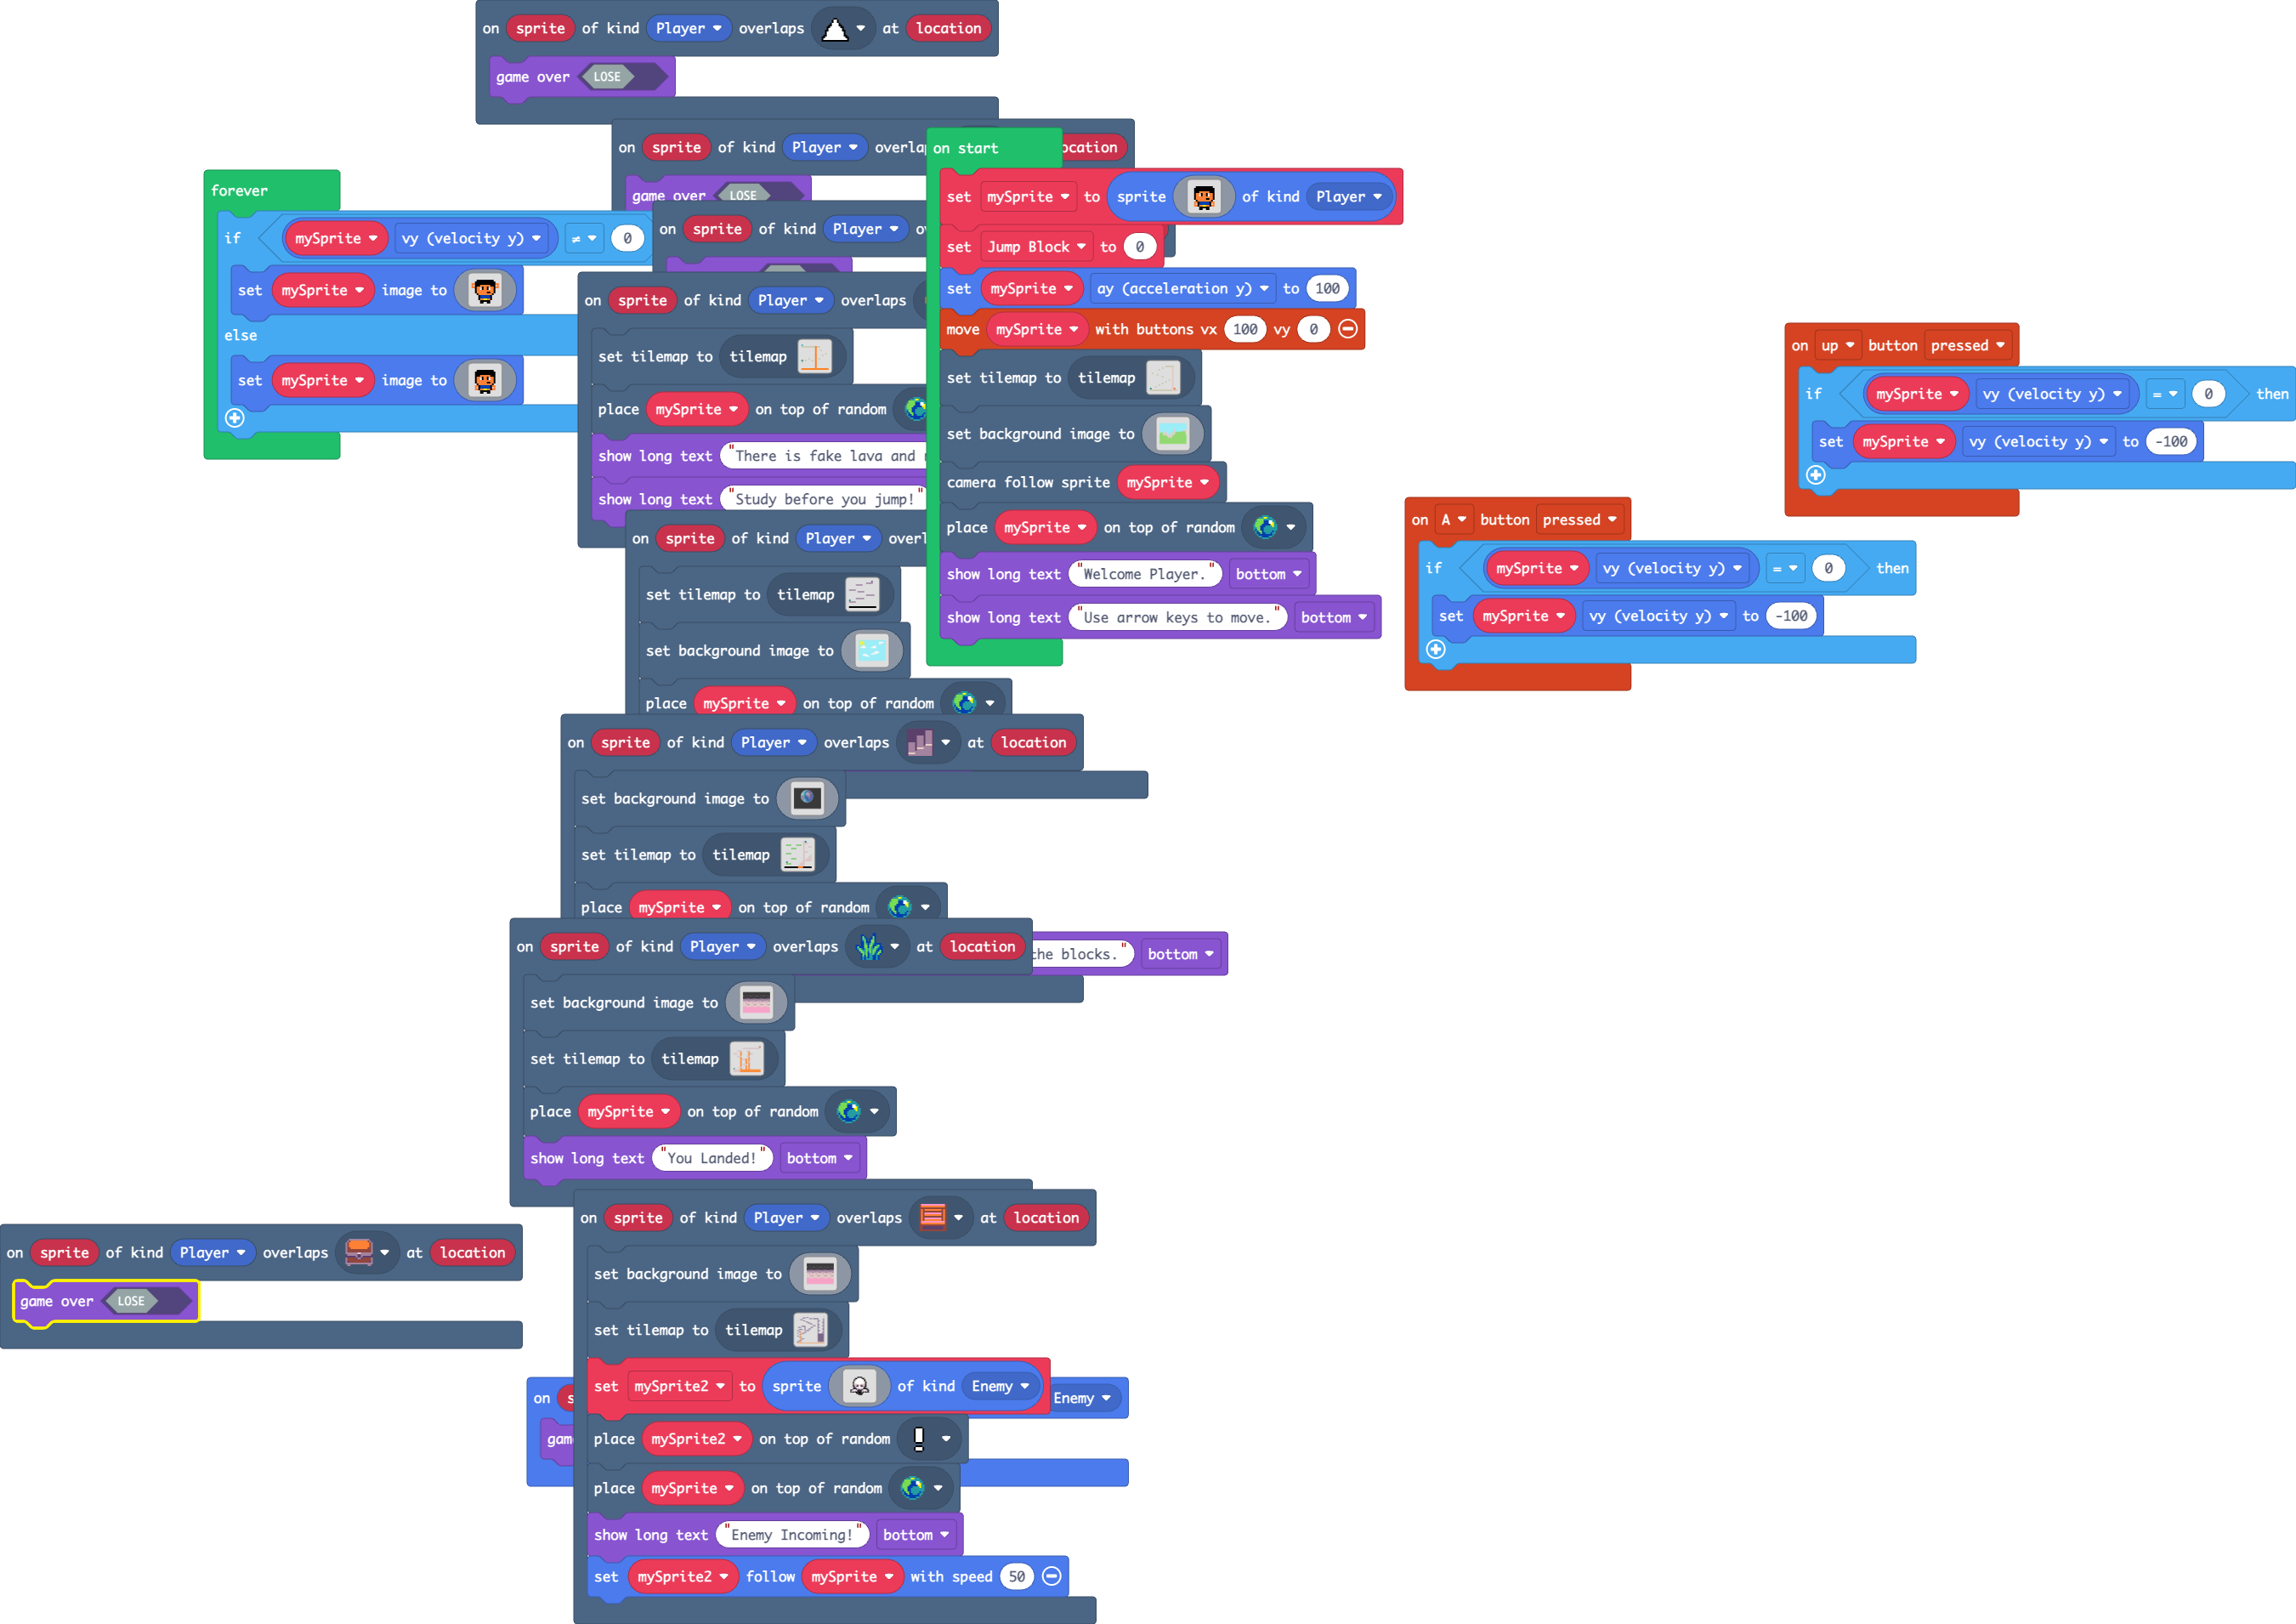 on sprite of kind Player overlaps at location
game over LOSE
on sprite of kind Player
game over LOSE
on sprite of kind Player
forever
if mySprite vy (velocity y) ≠ 0
set mySprite image to
else
set mySprite image to
on sprite of kind Player overlaps
set tilemap to tilemap
place mySprite on top of random
show long text "There is fake lava and
show long text "Study before you jump!"
on sprite of kind Player
set tilemap to tilemap
set background image to
place mySprite on top of random
on start
set mySprite to sprite of kind Player
set Jump Block to 0
set mySprite ay (acceleration y) to 100
move mySprite with buttons vx 100 vy 0
set tilemap to tilemap
set background image to
camera follow sprite mySprite
place mySprite on top of random
show long text "Welcome Player." bottom
show long text "Use arrow keys to move." bottom
on up button pressed
if mySprite vy (velocity y) = 0 then
set mySprite vy (velocity y) to -100
on A button pressed
if mySprite vy (velocity y) = 0 then
set mySprite vy (velocity y) to -100
on sprite of kind Player overlaps at location
set background image to
set tilemap to tilemap
place mySprite on top of random
the blocks." bottom
on sprite of kind Player overlaps at location
set background image to
set tilemap to tilemap
place mySprite on top of random
show long text "You Landed!" bottom
on sprite of kind Player overlaps at location
game over LOSE
on sprite of kind Player overlaps at location
set background image to
set tilemap to tilemap
set mySprite2 to sprite of kind Enemy
place mySprite2 on top of random
place mySprite on top of random
show long text "Enemy Incoming!" bottom
set mySprite2 follow mySprite with speed 50
on
Enemy